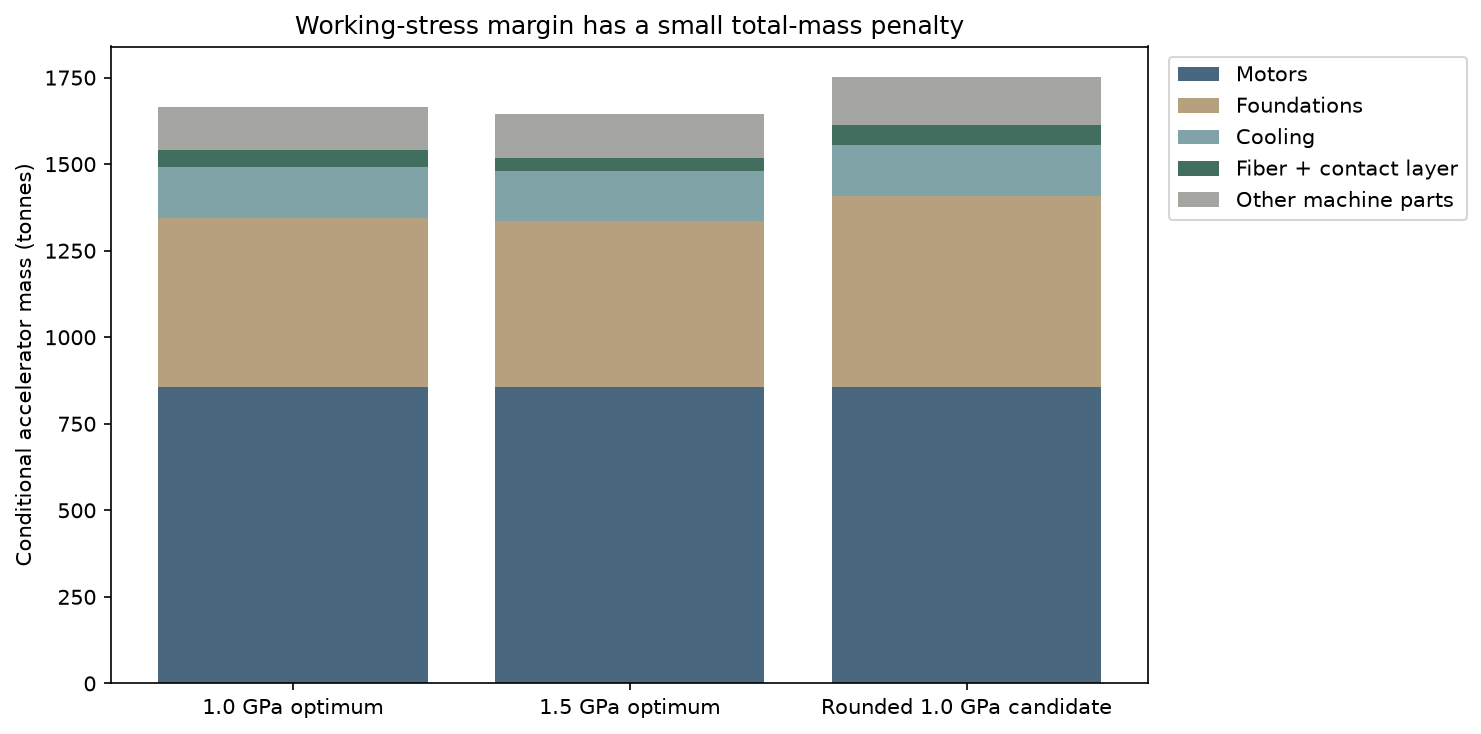 Working-stress margin has a small total-mass penalty
Conditional accelerator mass (tonnes)
1750
1500
1250
1000
750
500
250
0
1.0 GPa optimum
1.5 GPa optimum
Rounded 1.0 GPa candidate
Motors
Foundations
Cooling
Fiber + contact layer
Other machine parts